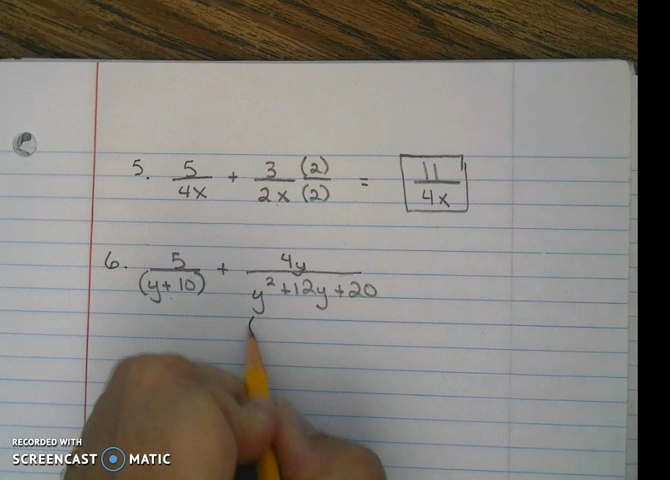 5. 5/4x + 3/2x (2)/(2) = 11/4x
6. 5/(y+10) + 4y/y²+12y+20
(
RECORDED WITH
SCREENCAST O MATIC